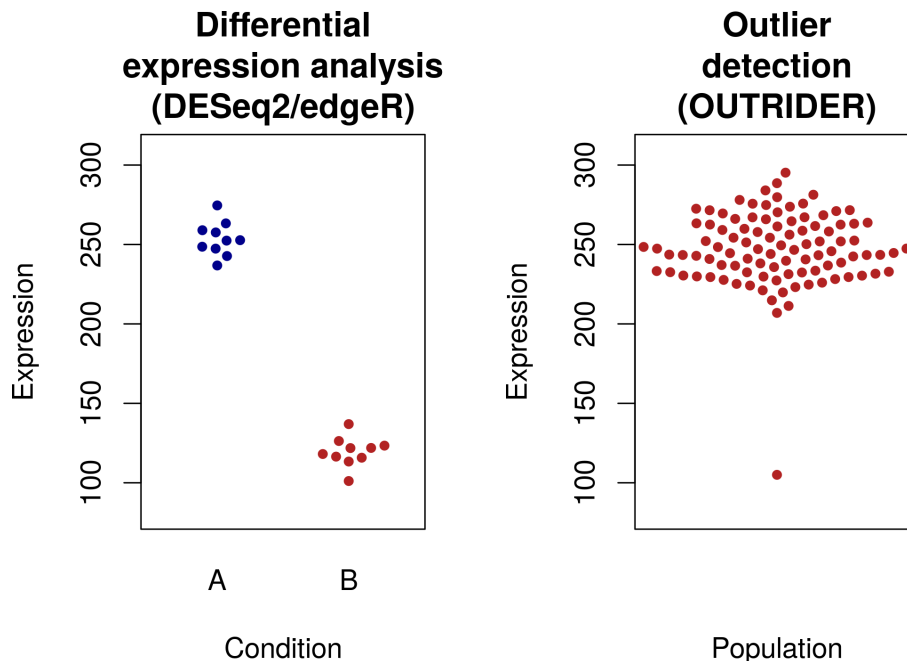 Differential
expression analysis
(DESeq2/edgeR)
Expression
300
250
200
150
100
A
B
Condition
Outlier
detection
(OUTRIDER)
Expression
300
250
200
150
100
Population